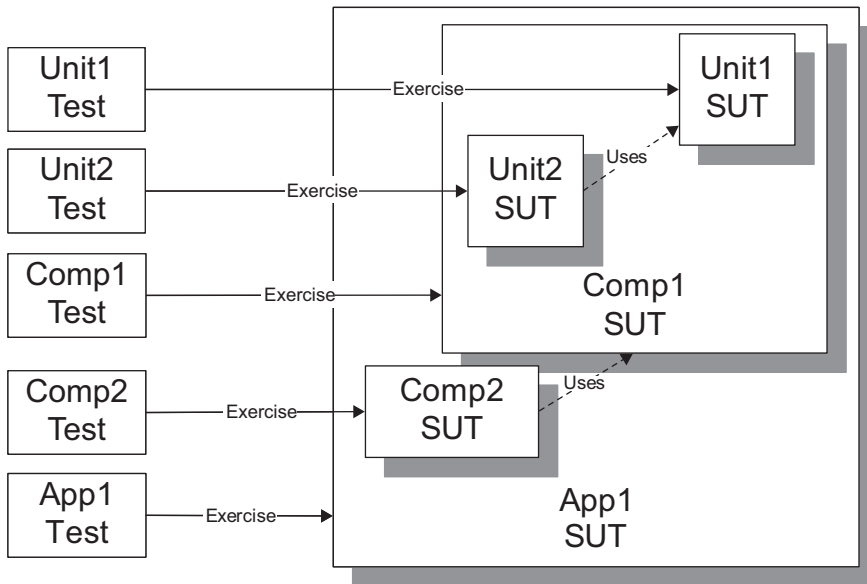 Unit1
Test
Exercise
Unit1
SUT
Unit2
Test
Exercise
Unit2
SUT
Uses
Comp1
Test
Exercise
Comp1
SUT
Comp2
Test
Exercise
Comp2
SUT
Uses
App1
Test
Exercise
App1
SUT